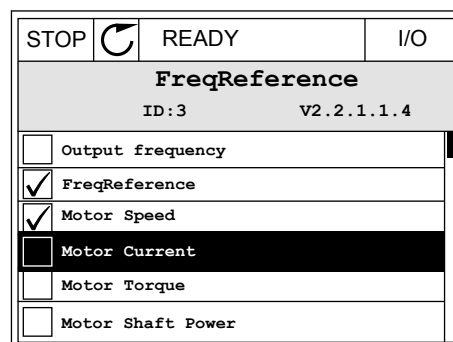 STOP READY I/O
FreqReference
ID:3 V2.2.1.1.4
Output frequency
FreqReference
Motor Speed
Motor Current
Motor Torque
Motor Shaft Power